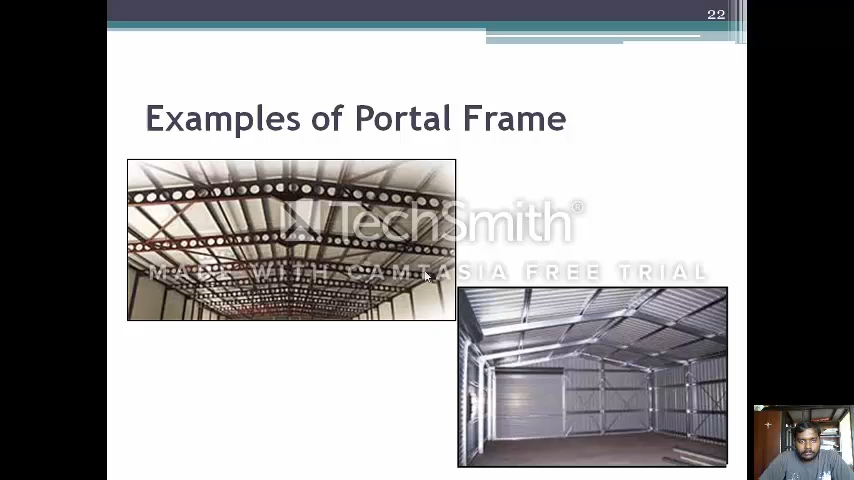 22
Examples of Portal Frame
TechSmith®
MADE WITH CAMTASIA FREE TRIAL